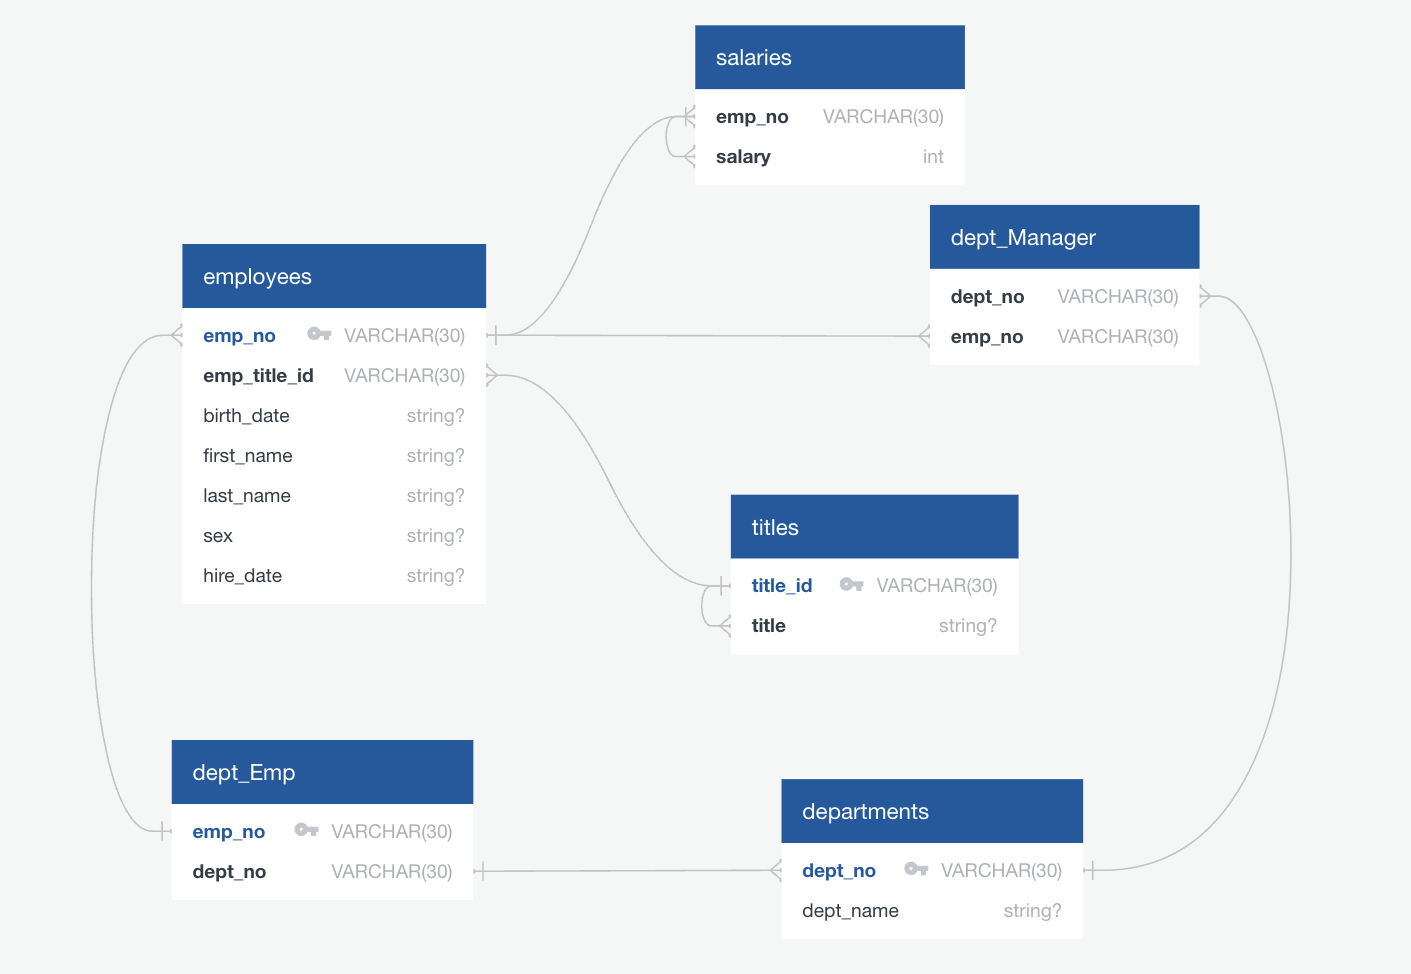 salaries
emp_no VARCHAR(30)
salary int
dept_Manager
dept_no VARCHAR(30)
emp_no VARCHAR(30)
employees
emp_no VARCHAR(30)
emp_title_id VARCHAR(30)
birth_date string?
first_name string?
last_name string?
sex string?
hire_date string?
titles
title_id VARCHAR(30)
title string?
dept_Emp
emp_no VARCHAR(30)
dept_no VARCHAR(30)
departments
dept_no VARCHAR(30)
dept_name string?